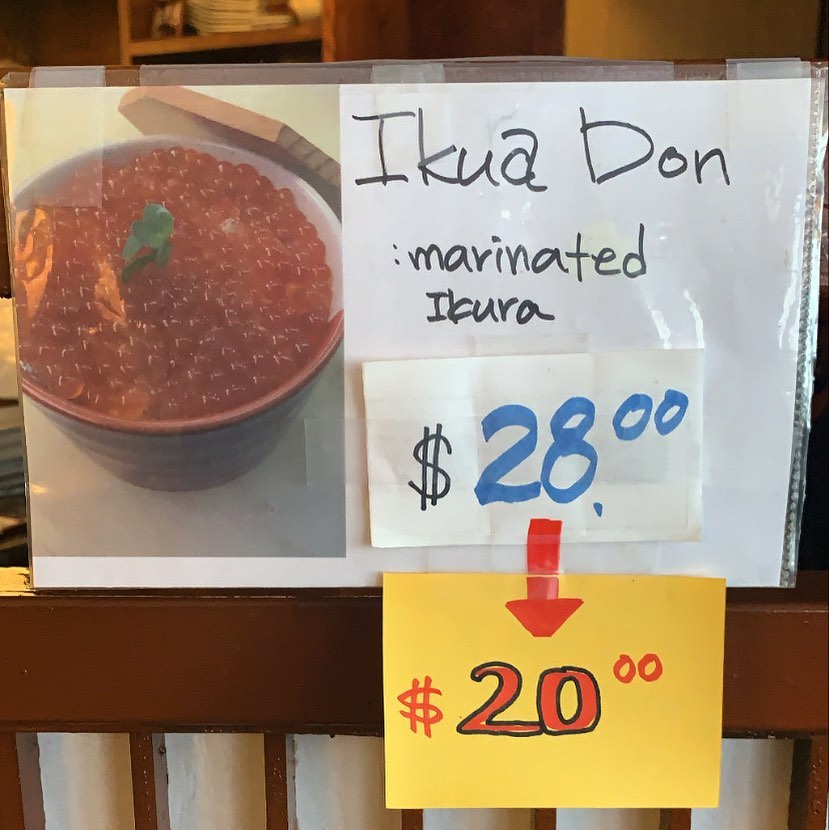 Ikua Don
:marinated
Ikura
$ 28.00
$ 20 00